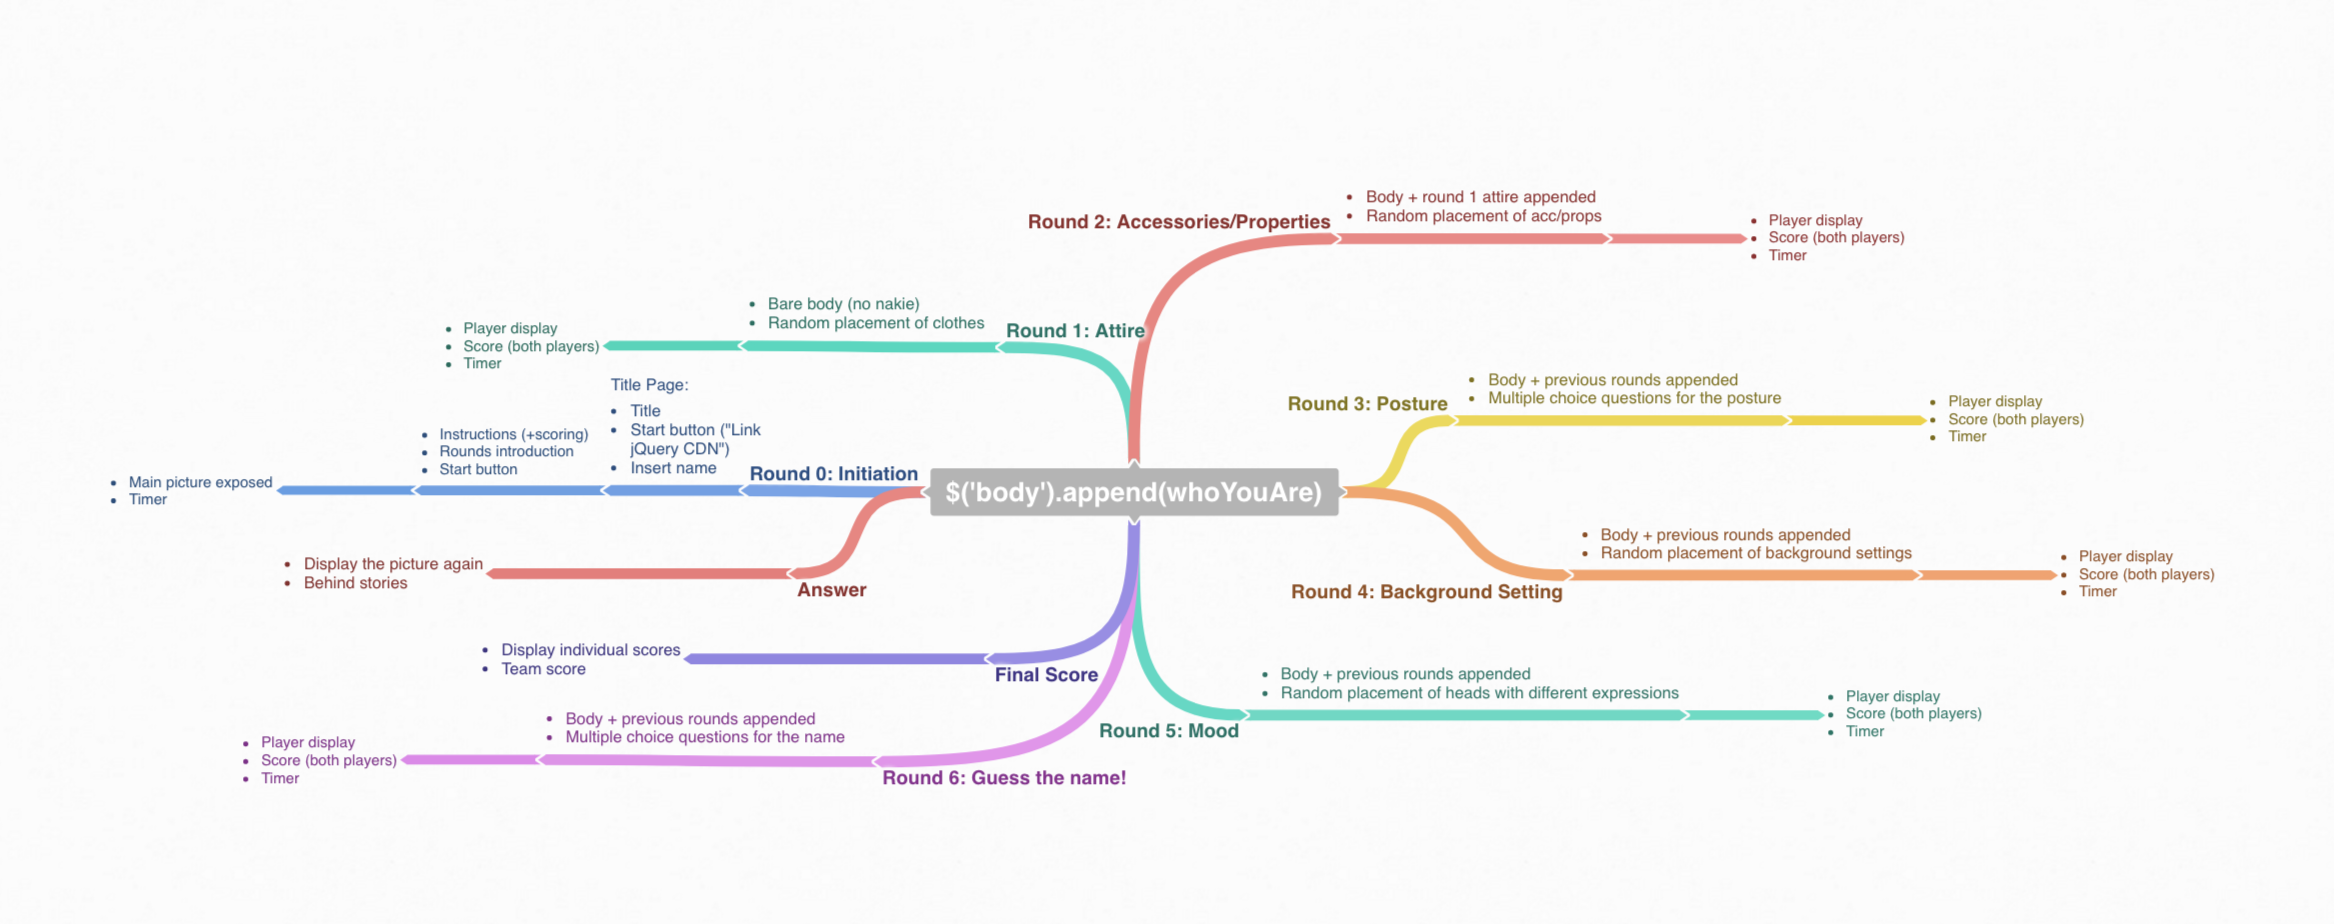 $('body').append(whoYouAre)
Round 0: Initiation
Title Page:
• Title
• Start button ("Link
jQuery CDN")
• Insert name
• Instructions (+scoring)
• Rounds introduction
• Start button
• Main picture exposed
• Timer
Round 1: Attire
• Bare body (no nakie)
• Random placement of clothes
• Player display
• Score (both players)
• Timer
Round 2: Accessories/Properties
• Body + round 1 attire appended
• Random placement of acc/props
• Player display
• Score (both players)
• Timer
Round 3: Posture
• Body + previous rounds appended
• Multiple choice questions for the posture
• Player display
• Score (both players)
• Timer
Round 4: Background Setting
• Body + previous rounds appended
• Random placement of background settings
• Player display
• Score (both players)
• Timer
Round 5: Mood
• Body + previous rounds appended
• Random placement of heads with different expressions
• Player display
• Score (both players)
• Timer
Round 6: Guess the name!
• Body + previous rounds appended
• Multiple choice questions for the name
• Player display
• Score (both players)
• Timer
Final Score
• Display individual scores
• Team score
Answer
• Display the picture again
• Behind stories